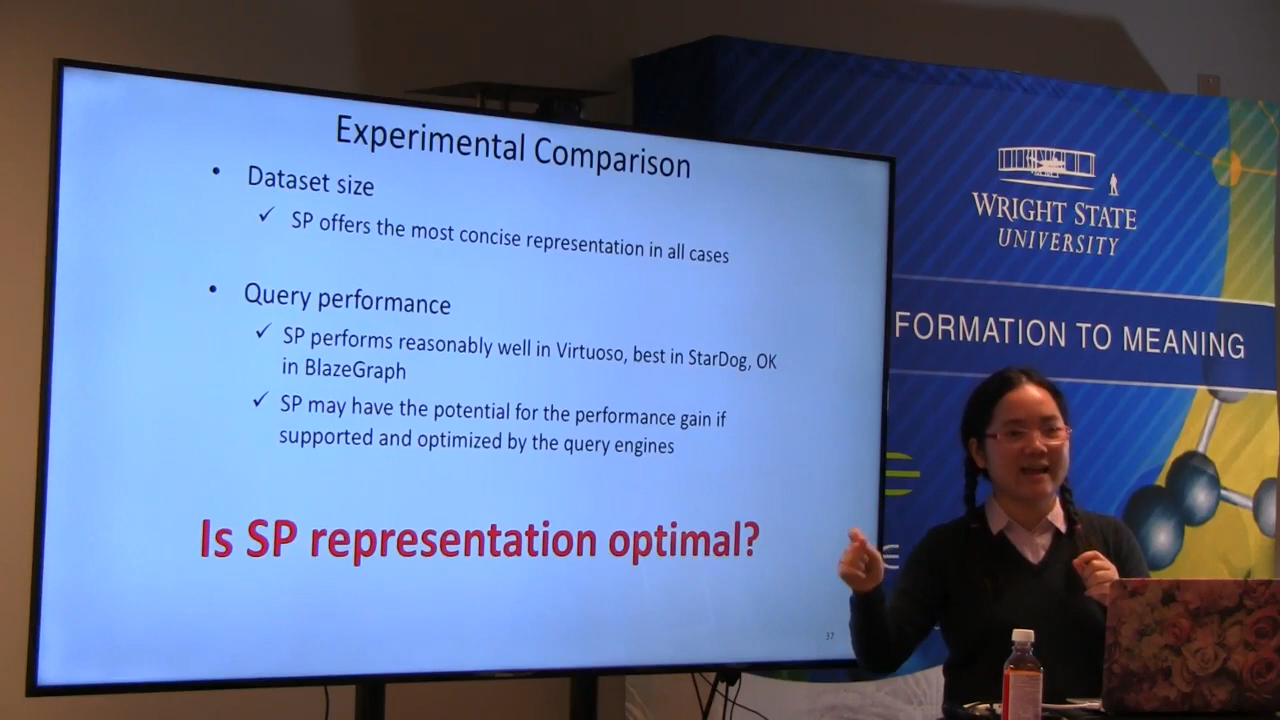 Experimental Comparison
• Dataset size
✓ SP offers the most concise representation in all cases
• Query performance
✓ SP performs reasonably well in Virtuoso, best in StarDog, OK
in BlazeGraph
✓ SP may have the potential for the performance gain if
supported and optimized by the query engines
Is SP representation optimal?
37
WRIGHT STATE
UNIVERSITY
FORMATION TO MEANING